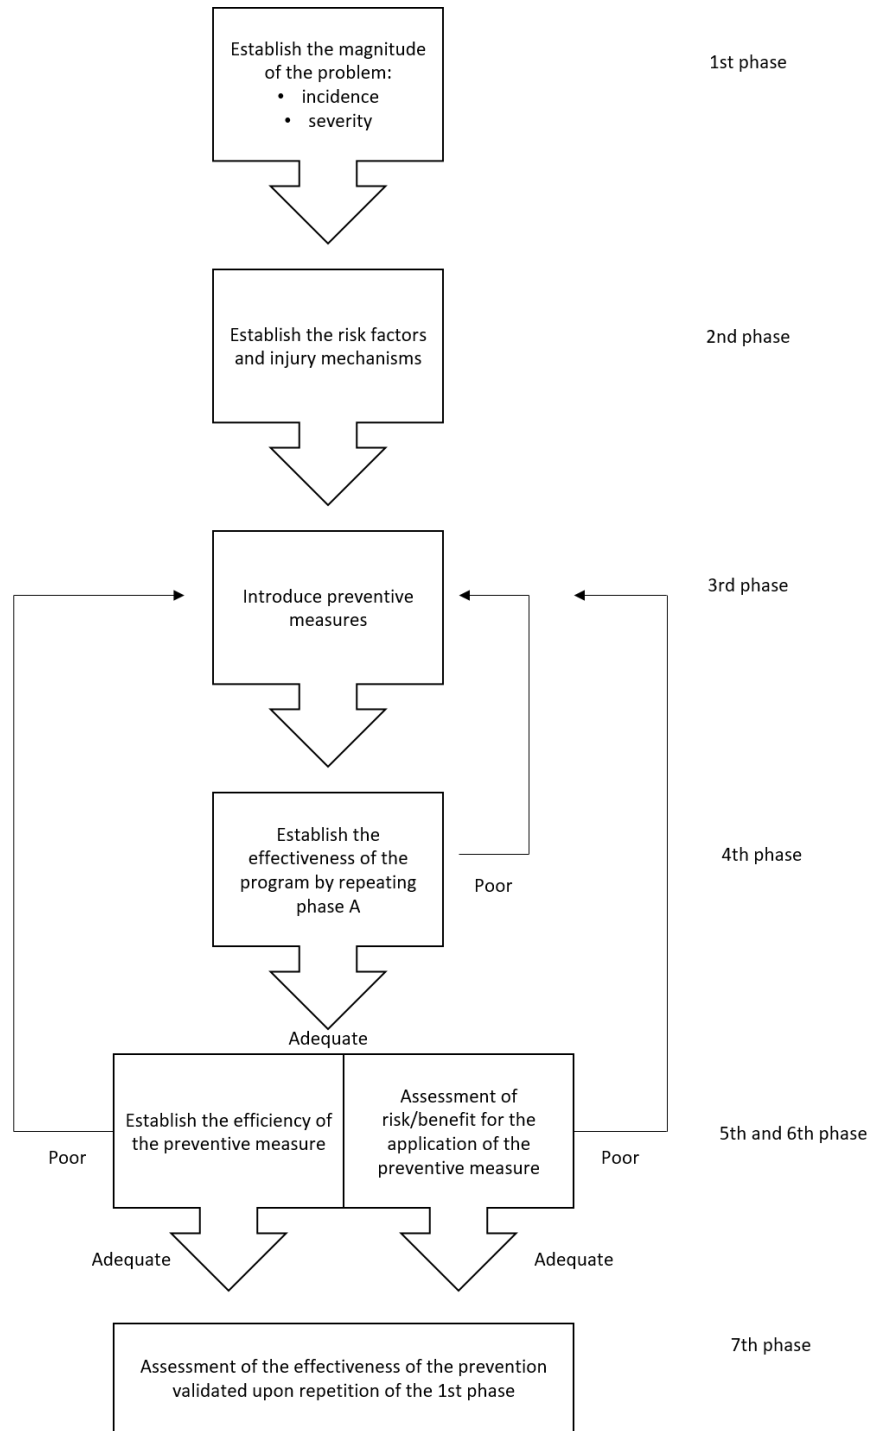 Establish the magnitude
of the problem:
• incidence
• severity
1st phase
Establish the risk factors
and injury mechanisms
2nd phase
Introduce preventive
measures
3rd phase
Establish the
effectiveness of the
program by repeating
phase A
Poor
4th phase
Adequate
Establish the efficiency of
the preventive measure
Assessment of
risk/benefit for the
application of the
preventive measure
5th and 6th phase
Poor
Poor
Adequate
Adequate
7th phase
Assessment of the effectiveness of the prevention
validated upon repetition of the 1st phase